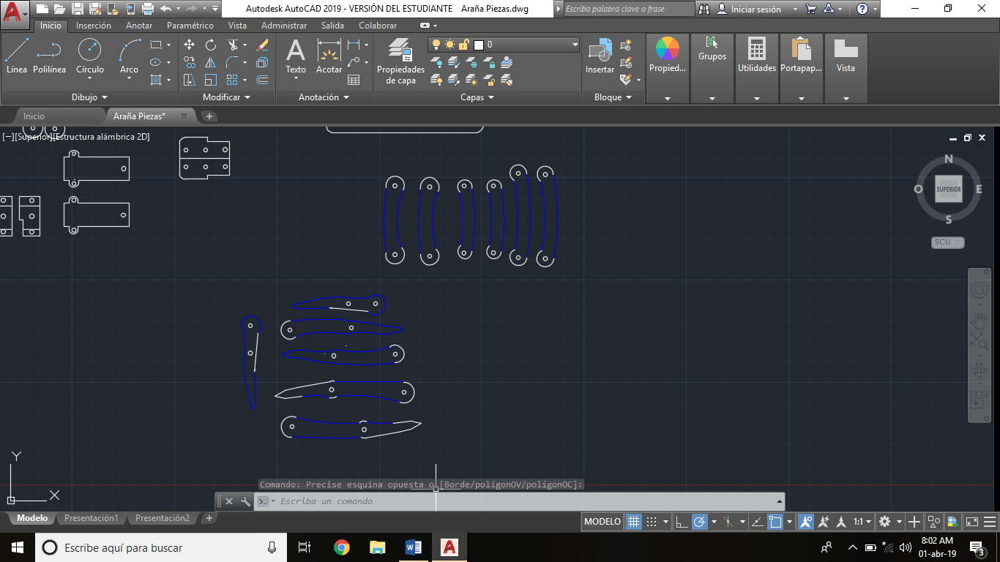 Autodesk AutoCAD 2019 - VERSIÓN DEL ESTUDIANTE Araña Piezas.dwg
Escriba palabra clave o frase
Iniciar sesión
Inicio Inserción Anotar Paramétrico Vista Administrar Salida Colaborar
0
Línea Polilínea Círculo Arco
Texto Acotar
Propiedades de capa
Insertar
Propied...
Grupos
Utilidades
Portapap...
Vista
Dibujo Modificar Anotación Capas Bloque
Inicio Araña Piezas*
[−][Superior][Estructura alámbrica 2D]
N
O SUPERIOR E
S
SCU
Y
X
Comando: Precise esquina opuesta o [Borde/polígonOV/polígonOC]:
Escriba un comando
Modelo Presentación1 Presentación2
MODELO 1:1
Escribe aquí para buscar
8:02 AM
01-abr-19
3